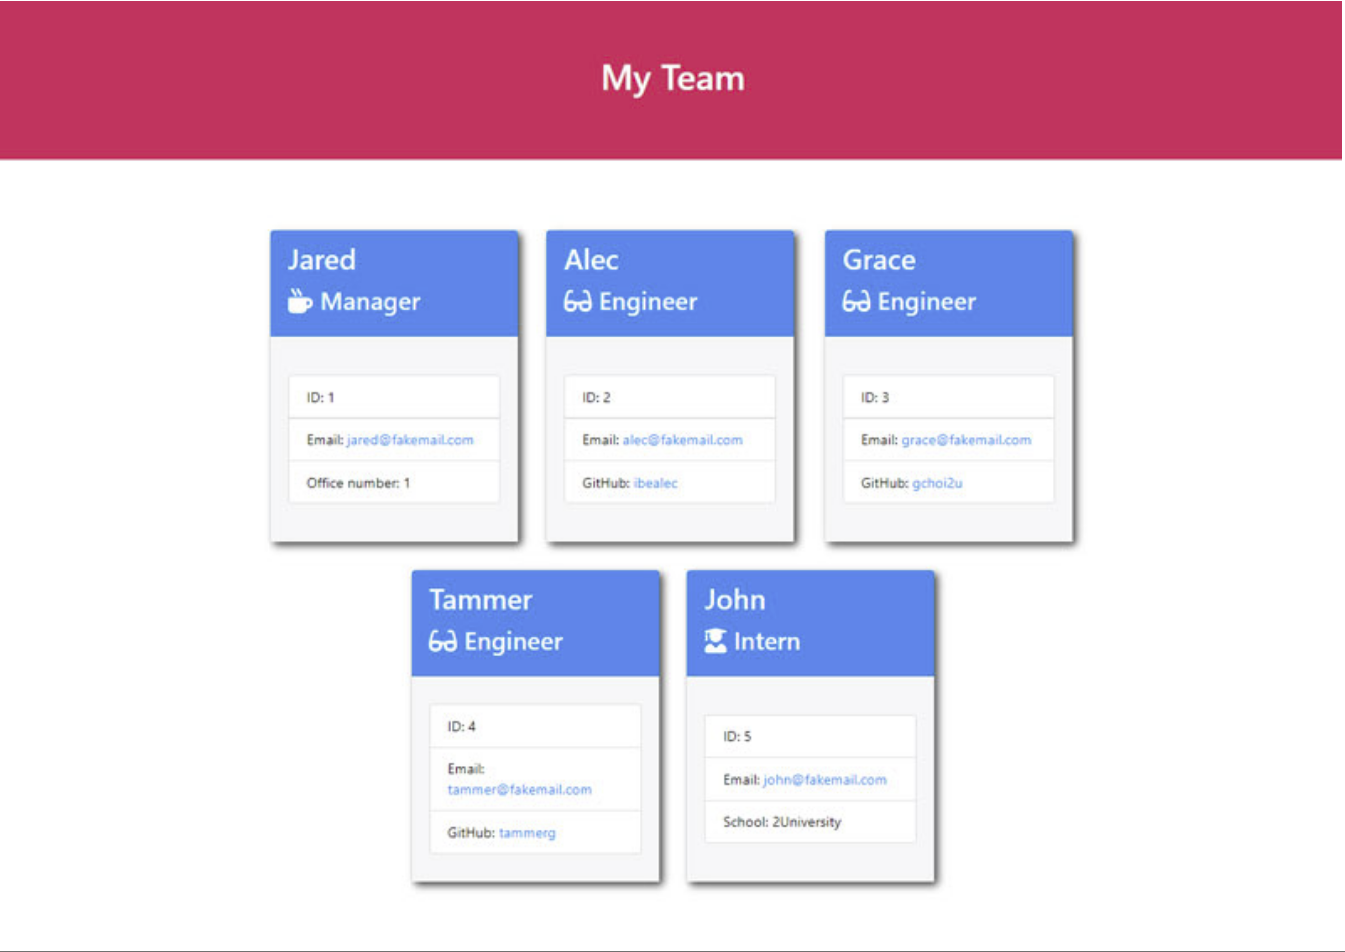 My Team
Jared
Manager
ID: 1
Email: jared@fakemail.com
Office number: 1
Alec
Engineer
ID: 2
Email: alec@fakemail.com
GitHub: ibealec
Grace
Engineer
ID: 3
Email: grace@fakemail.com
GitHub: gchoi2u
Tammer
Engineer
ID: 4
Email:
tammer@fakemail.com
GitHub: tammerg
John
Intern
ID: 5
Email: john@fakemail.com
School: 2University